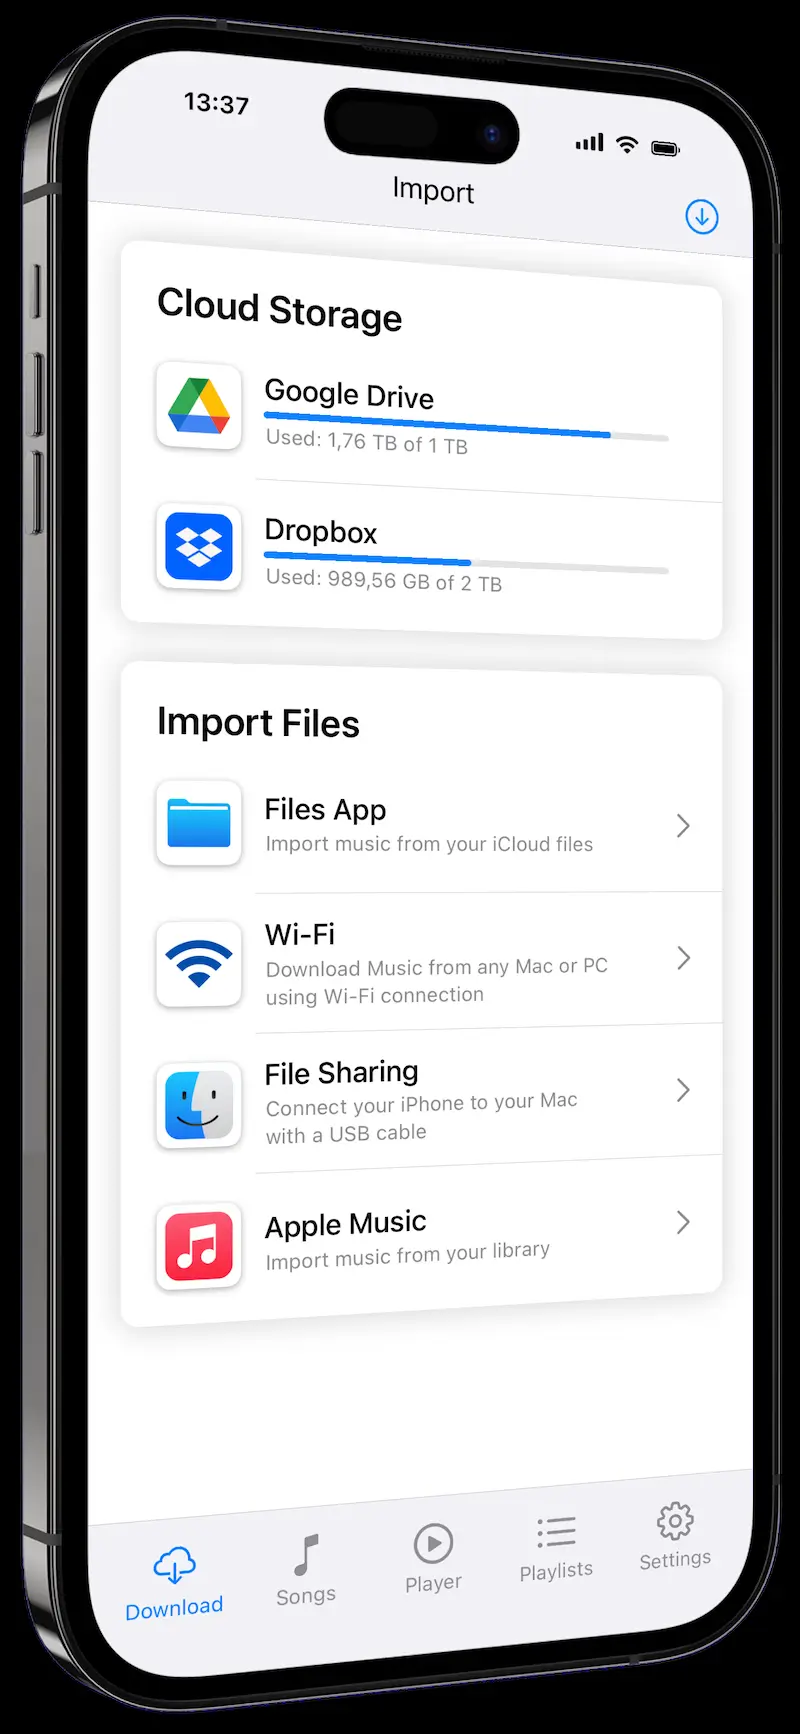 13:37
Import
Cloud Storage
Google Drive
Used: 1,76 TB of 1 TB
Dropbox
Used: 989,56 GB of 2 TB
Import Files
Files App
Import music from your iCloud files
Wi-Fi
Download Music from any Mac or PC
using Wi-Fi connection
File Sharing
Connect your iPhone to your Mac
with a USB cable
Apple Music
Import music from your library
Download
Songs
Player
Playlists
Settings